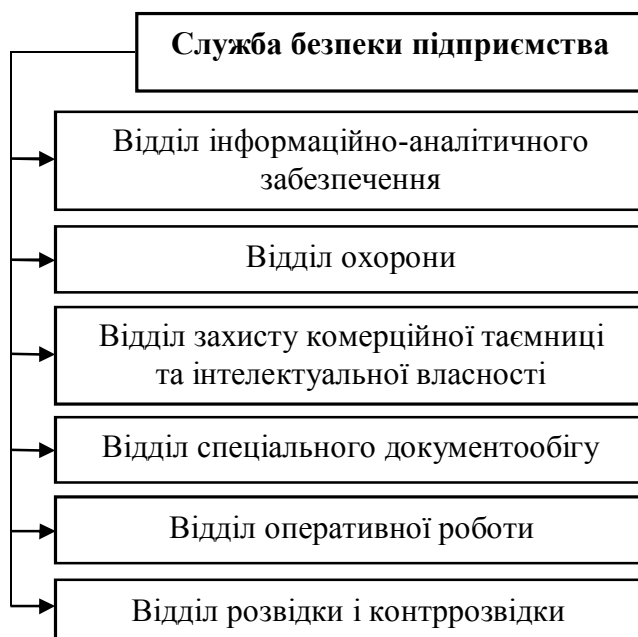 Служба безпеки підприємства
Відділ інформаційно-аналітичного
забезпечення
Відділ охорони
Відділ захисту комерційної таємниці
та інтелектуальної власності
Відділ спеціального документообігу
Відділ оперативної роботи
Відділ розвідки і контррозвідки